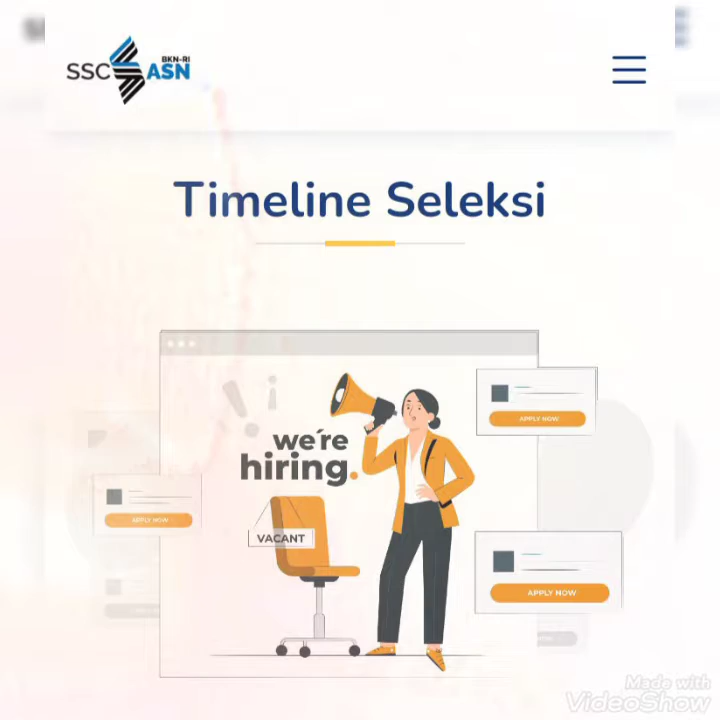 SSC BKN-RI ASN
Timeline Seleksi
we're
hiring.
APPLY NOW
VACANT
APPLY NOW
APPLY NOW
Made with
VideoShow